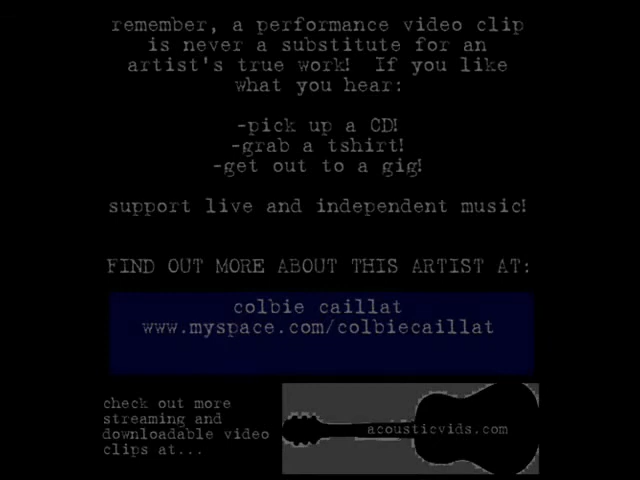 remember, a performance video clip
is never a substitute for an
artist's true work! If you like
what you hear:
-pick up a CD!
-grab a tshirt!
-get out to a gig!
support live and independent music!
FIND OUT MORE ABOUT THIS ARTIST AT:
colbie caillat
www.myspace.com/colbiecaillat
check out more
streaming and
downloadable video
clips at...
acousticvids.com